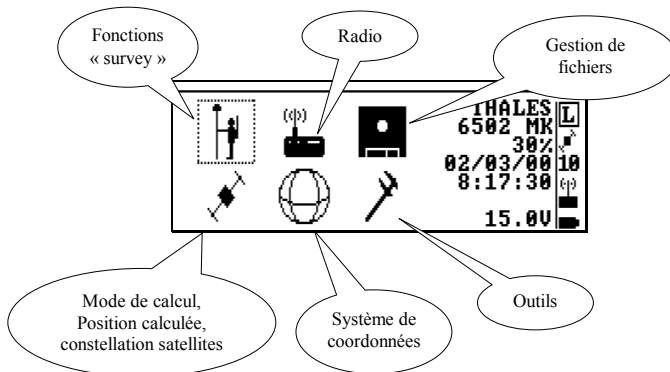 Fonctions
« survey »
Radio
Gestion de
fichiers
THALES
6502 MK
30%
02/03/00
8:17:30
15.0V
L
10
Mode de calcul,
Position calculée,
constellation satellites
Système de
coordonnées
Outils